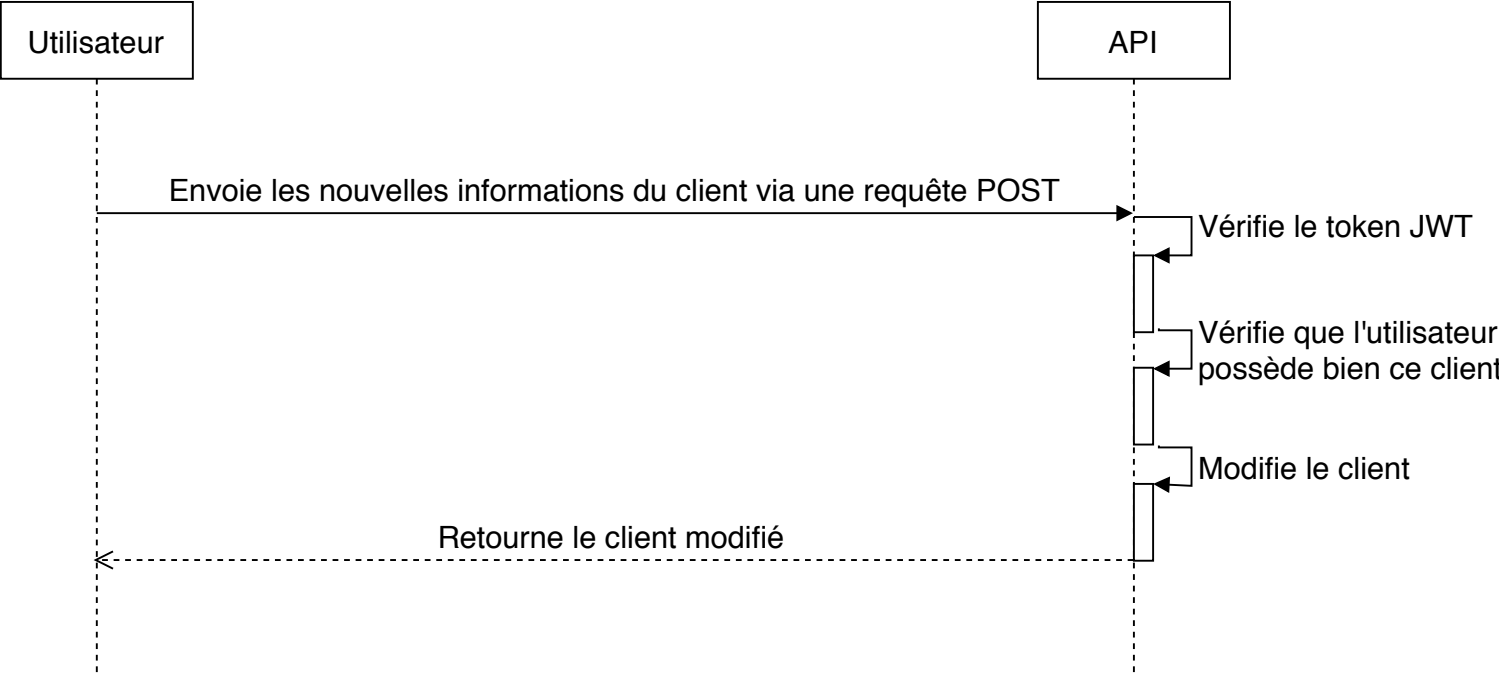 Utilisateur
API
Envoie les nouvelles informations du client via une requête POST
Vérifie le token JWT
Vérifie que l'utilisateur
possède bien ce client
Modifie le client
Retourne le client modifié